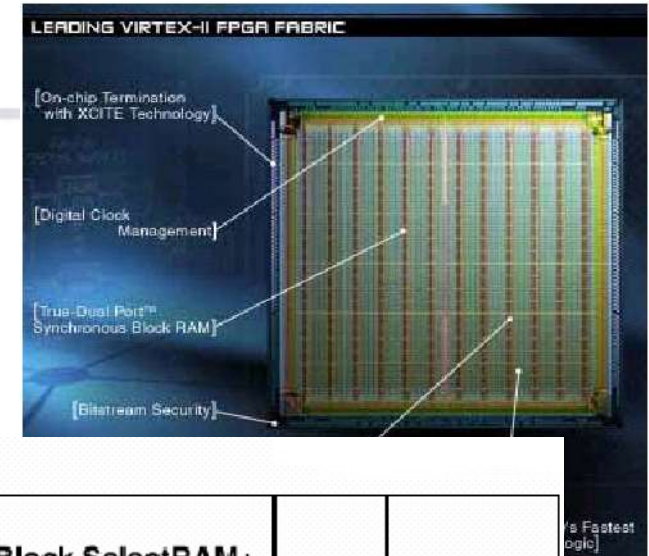 LEADING VIRTEX-II FPGA FABRIC
[On-chip Termination
with XCITE Technology]
[Digital Clock
Management]
[True-Dual Port™
Synchronous Block RAM]
[Bitstream Security]
's Fastest
ogic]
Block SelectRAM